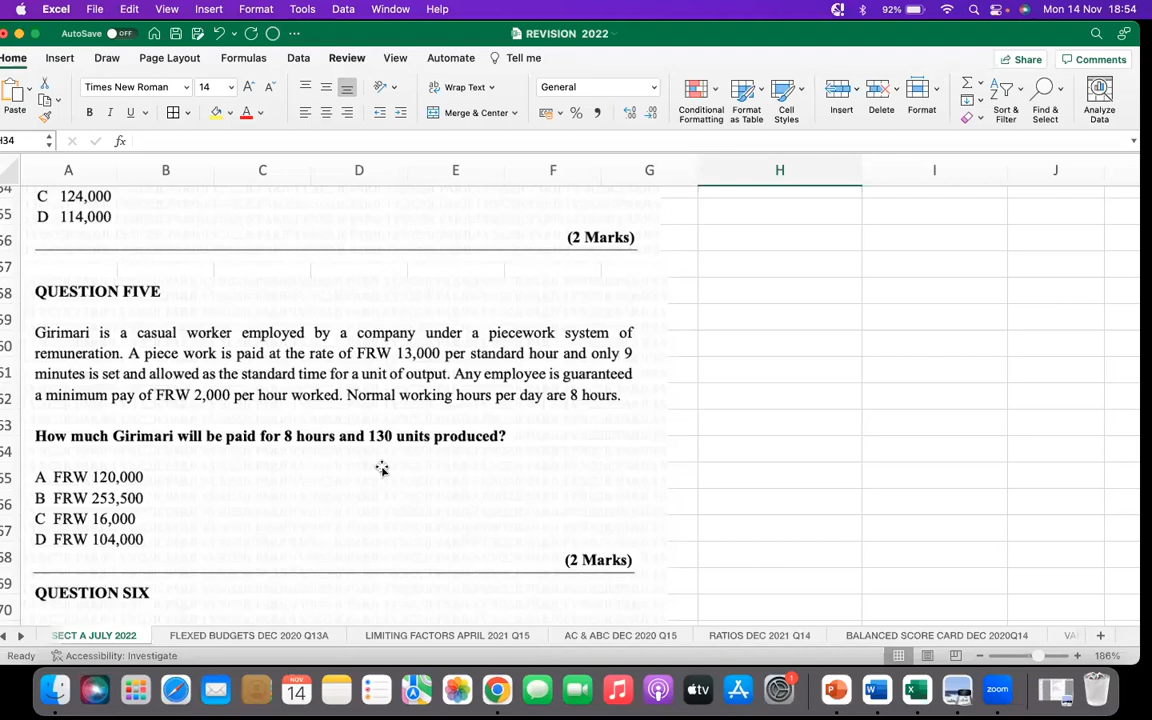 Excel File Edit View Insert Format Tools Data Window Help 92% Mon 14 Nov 18:54
AutoSave OFF REVISION 2022
Home Insert Draw Page Layout Formulas Data Review View Automate Tell me Share Comments
Paste Times New Roman 14 Wrap Text General Conditional Formatting Format as Table Cell Styles Insert Delete Format Sort & Filter Find & Select Analyze Data
B I U Merge & Center
H34 fx
A B C D E F G H I J
C 124,000
D 114,000
(2 Marks)
QUESTION FIVE
Girimari is a casual worker employed by a company under a piecework system of
remuneration. A piece work is paid at the rate of FRW 13,000 per standard hour and only 9
minutes is set and allowed as the standard time for a unit of output. Any employee is guaranteed
a minimum pay of FRW 2,000 per hour worked. Normal working hours per day are 8 hours.
How much Girimari will be paid for 8 hours and 130 units produced?
A FRW 120,000
B FRW 253,500
C FRW 16,000
D FRW 104,000
(2 Marks)
QUESTION SIX
SECT A JULY 2022 FLEXED BUDGETS DEC 2020 Q13A LIMITING FACTORS APRIL 2021 Q15 AC & ABC DEC 2020 Q15 RATIOS DEC 2021 Q14 BALANCED SCORE CARD DEC 2020Q14
Ready Accessibility: Investigate 186%
NOV 14 tv zoom